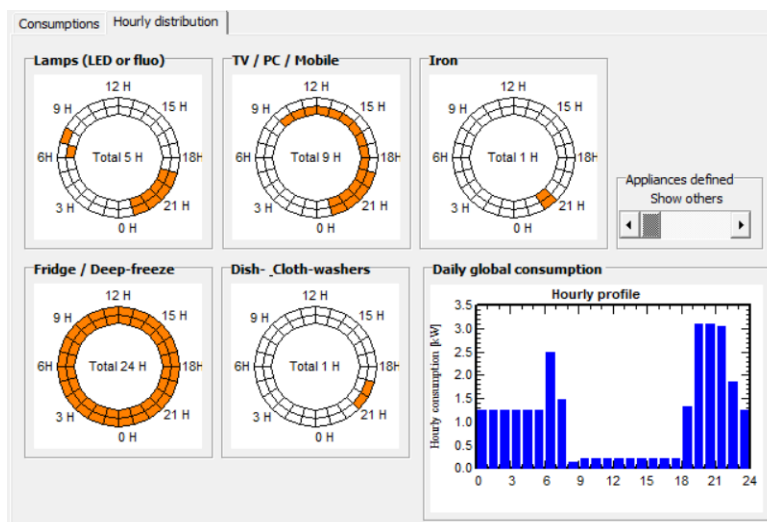 Consumptions Hourly distribution
Lamps (LED or fluo)
12 H
9 H
15 H
6H
Total 5 H
18H
3 H
21 H
0 H
TV / PC / Mobile
12 H
9 H
15 H
6H
Total 9 H
18H
3 H
21 H
0 H
Iron
12 H
9 H
15 H
6H
Total 1 H
18H
3 H
21 H
0 H
Appliances defined
Show others
Fridge / Deep-freeze
12 H
9 H
15 H
6H
Total 24 H
18H
3 H
21 H
0 H
Dish- _Cloth-washers
12 H
9 H
15 H
6H
Total 1 H
18H
3 H
21 H
0 H
Daily global consumption
Hourly profile
Hourly consumption [kW]
3.5
3.0
2.5
2.0
1.5
1.0
0.5
0.0
0 3 6 9 12 15 18 21 24